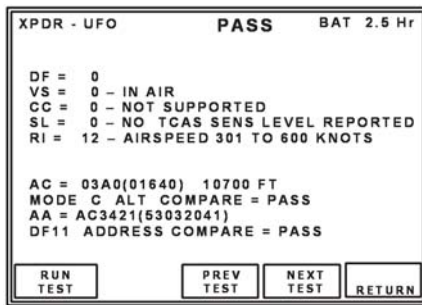 XPDR - UFO PASS BAT 2.5 Hr
DF = 0
VS = 0 – IN AIR
CC = 0 – NOT SUPPORTED
SL = 0 – NO TCAS SENS LEVEL REPORTED
RI = 12 – AIRSPEED 301 TO 600 KNOTS
AC = 03A0(01640) 10700 FT
MODE C ALT COMPARE = PASS
AA = AC3421(53032041)
DF11 ADDRESS COMPARE = PASS
RUN TEST
PREV TEST
NEXT TEST
RETURN